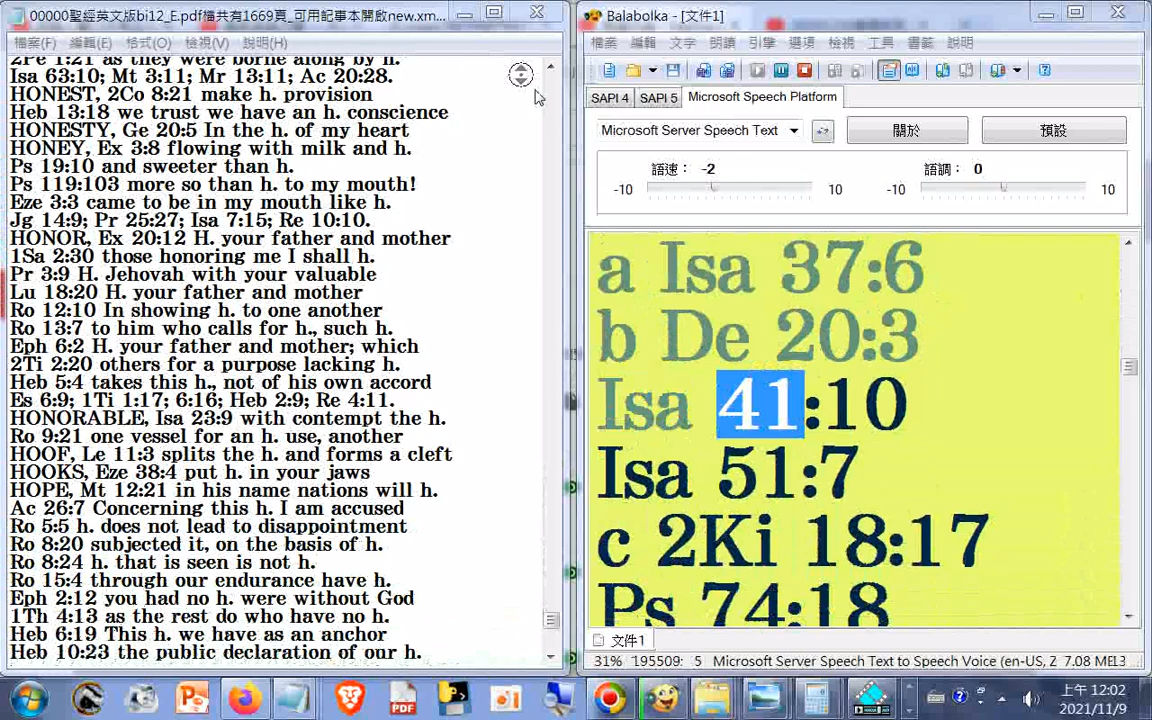 00000聖經英文版bi12_E.pdf檔共有1669頁_可用記事本開啟new.xm...
檔案(F) 編輯(E) 格式(O) 檢視(V) 說明(H)
2Pe 1:21 as they were borne along by h.
Isa 63:10; Mt 3:11; Mr 13:11; Ac 20:28.
HONEST, 2Co 8:21 make h. provision
Heb 13:18 we trust we have an h. conscience
HONESTY, Ge 20:5 In the h. of my heart
HONEY, Ex 3:8 flowing with milk and h.
Ps 19:10 and sweeter than h.
Ps 119:103 more so than h. to my mouth!
Eze 3:3 came to be in my mouth like h.
Jg 14:9; Pr 25:27; Isa 7:15; Re 10:10.
HONOR, Ex 20:12 H. your father and mother
1Sa 2:30 those honoring me I shall h.
Pr 3:9 H. Jehovah with your valuable
Lu 18:20 H. your father and mother
Ro 12:10 In showing h. to one another
Ro 13:7 to him who calls for h., such h.
Eph 6:2 H. your father and mother; which
2Ti 2:20 others for a purpose lacking h.
Heb 5:4 takes this h., not of his own accord
Es 6:9; 1Ti 1:17; 6:16; Heb 2:9; Re 4:11.
HONORABLE, Isa 23:9 with contempt the h.
Ro 9:21 one vessel for an h. use, another
HOOF, Le 11:3 splits the h. and forms a cleft
HOOKS, Eze 38:4 put h. in your jaws
HOPE, Mt 12:21 in his name nations will h.
Ac 26:7 Concerning this h. I am accused
Ro 5:5 h. does not lead to disappointment
Ro 8:20 subjected it, on the basis of h.
Ro 8:24 h. that is seen is not h.
Ro 15:4 through our endurance have h.
Eph 2:12 you had no h. were without God
1Th 4:13 as the rest do who have no h.
Heb 6:19 This h. we have as an anchor
Heb 10:23 the public declaration of our h.
Balabolka - [文件1]
檔案 編輯 文字 朗讀 引擎 選項 檢視 工具 書籤 說明
SAPI 4 SAPI 5 Microsoft Speech Platform
Microsoft Server Speech Text 關於 預設
語速： -2 語調： 0
-10 10 -10 10
a Isa 37:6
b De 20:3
Isa 41:10
Isa 51:7
c 2Ki 18:17
Ps 74:18
文件1
31% 195509: 5 Microsoft Server Speech Text to Speech Voice (en-US, Z 7.08 МЕ13
PDF
上午 12:02
2021/11/9